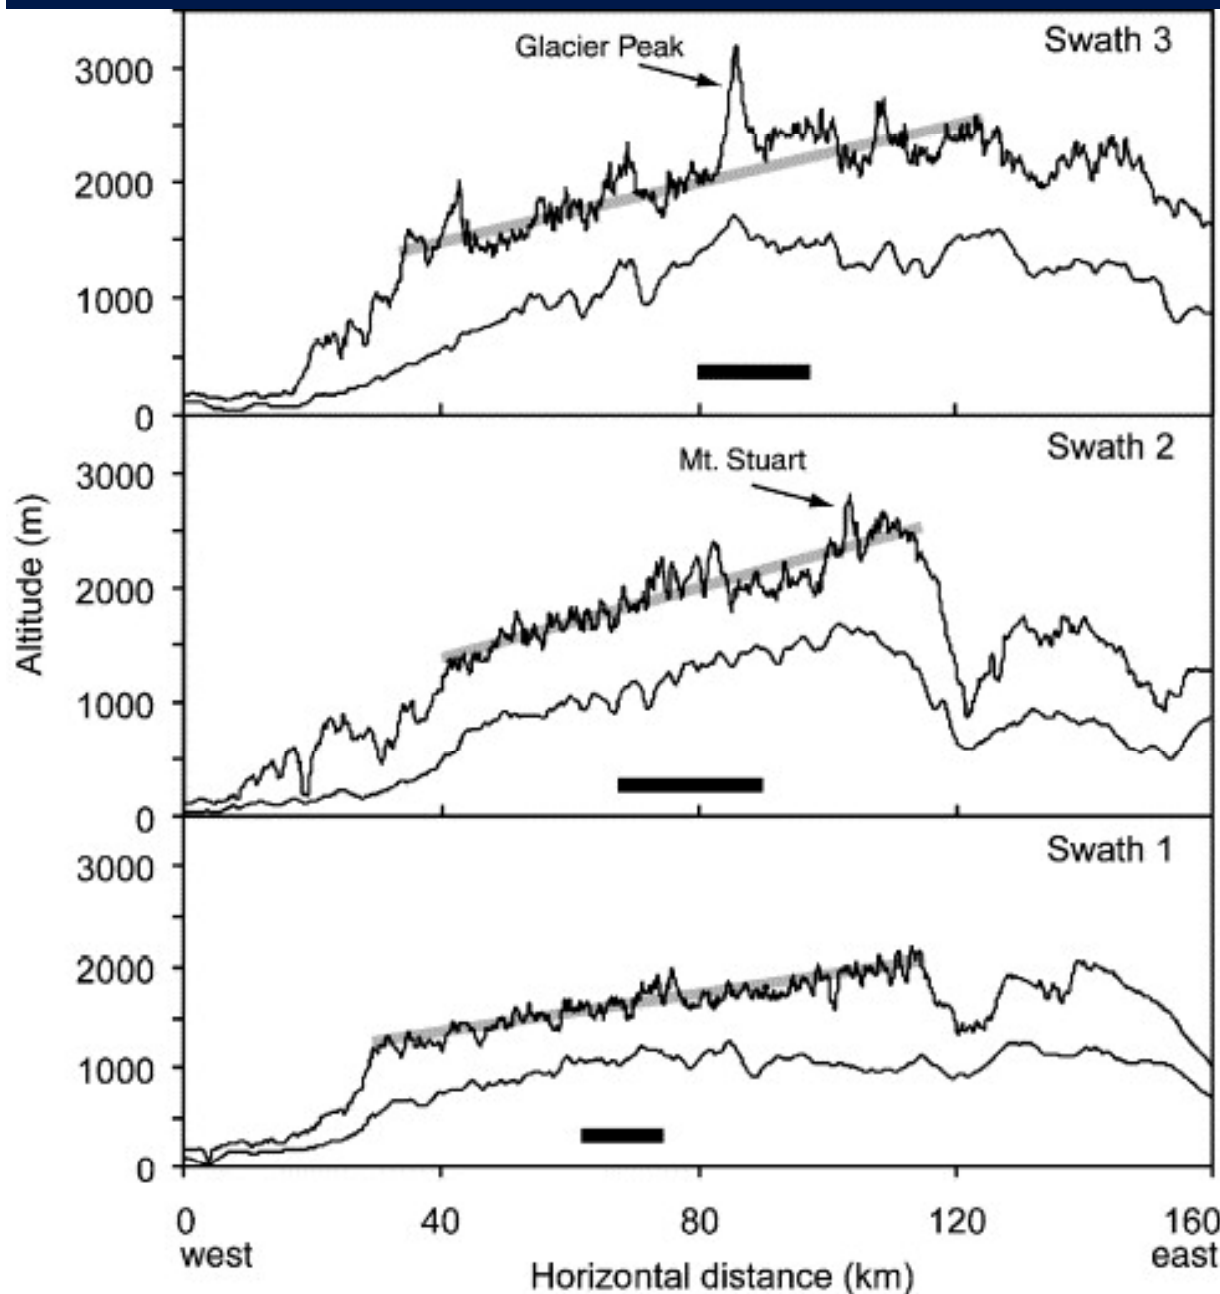 Swath 3
Glacier Peak
3000
2000
1000
0
Swath 2
Mt. Stuart
3000
2000
1000
0
Altitude (m)
Swath 1
3000
2000
1000
0
0 40 80 120 160
west east
Horizontal distance (km)